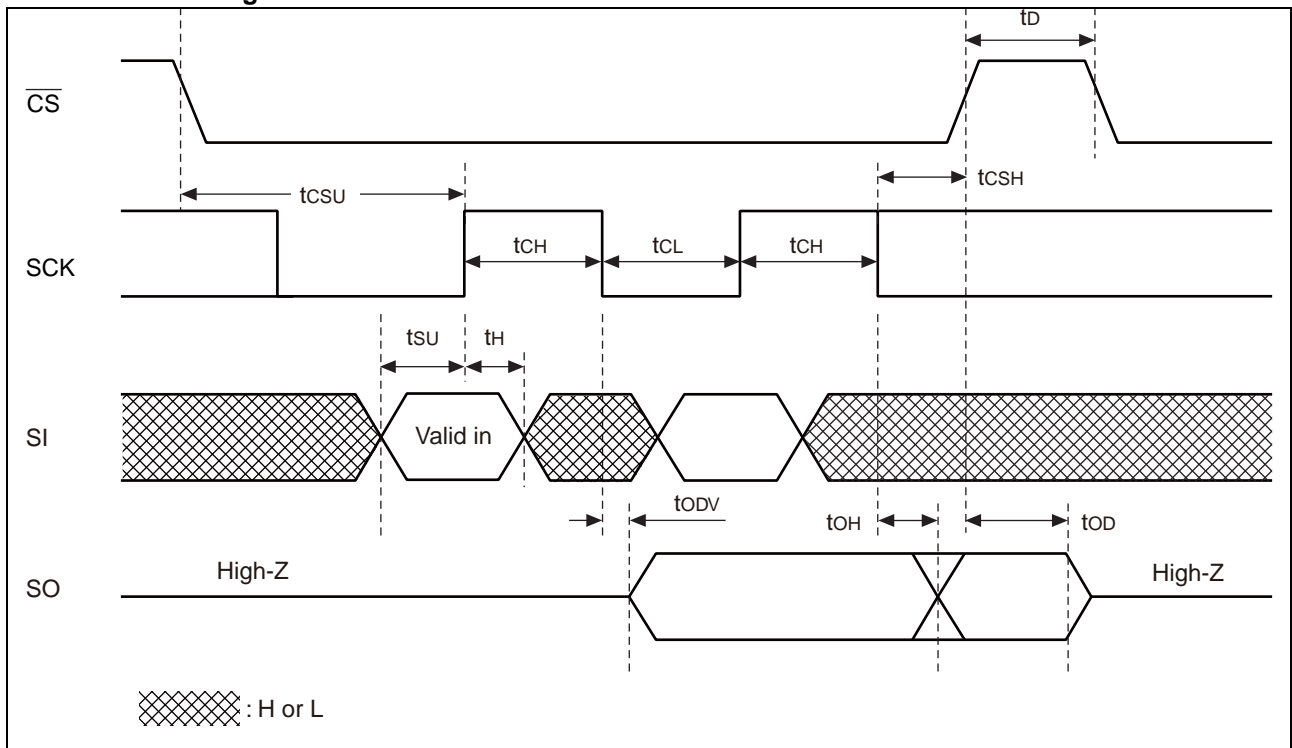 tD
CS
tCSU
tCSH
SCK
tCH
tCL
tCH
tSU
tH
SI
Valid in
tODV
tOH
tOD
SO
High-Z
High-Z
: H or L